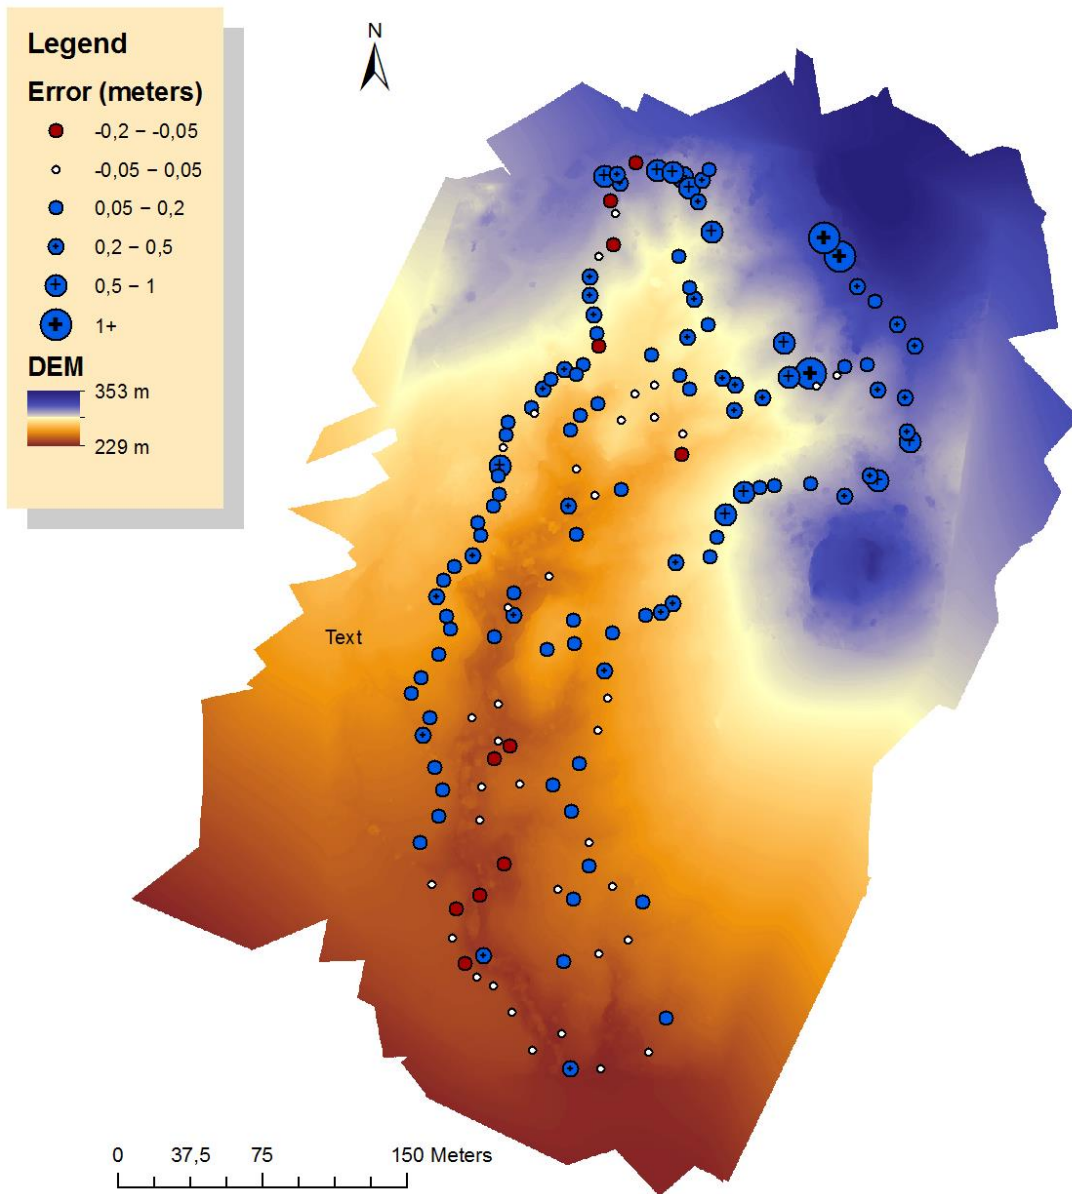 Legend
Error (meters)
-0,2 – -0,05
-0,05 – 0,05
0,05 – 0,2
0,2 – 0,5
0,5 – 1
1+
DEM
353 m
229 m
N
Text
0 37,5 75 150 Meters